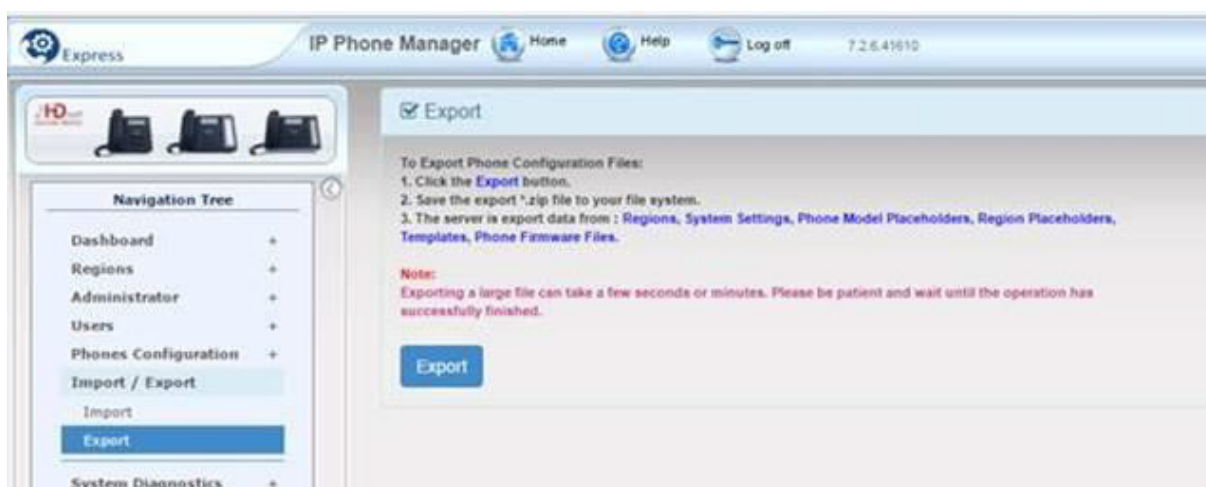 Express
IP Phone Manager
Home
Help
Log off
7.2.6.41610
HD
Navigation Tree
Dashboard +
Regions +
Administrator +
Users +
Phones Configuration +
Import / Export
Import
Export
System Diagnostics +
Export
To Export Phone Configuration Files:
1. Click the Export button.
2. Save the export *.zip file to your file system.
3. The server is export data from : Regions, System Settings, Phone Model Placeholders, Region Placeholders,
Templates, Phone Firmware Files.
Note:
Exporting a large file can take a few seconds or minutes. Please be patient and wait until the operation has
successfully finished.
Export